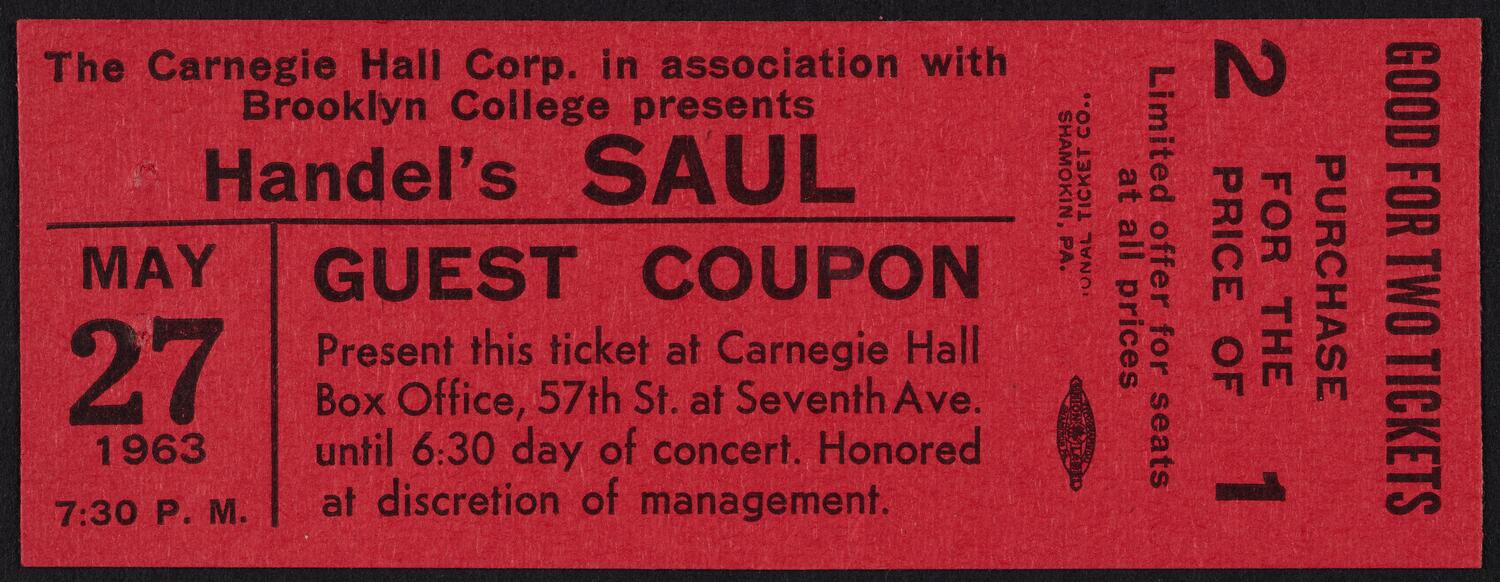 The Carnegie Hall Corp. in association with
Brooklyn College presents
Handel's SAUL
MAY
27
1963
7:30 P. M.
GUEST COUPON
Present this ticket at Carnegie Hall
Box Office, 57th St. at Seventh Ave.
until 6:30 day of concert. Honored
at discretion of management.
GOOD FOR TWO TICKETS
PURCHASE
2 FOR THE 1
PRICE OF
Limited offer for seats
at all prices
IONAL TICKET CO.,
SHAMOKIN, PA.